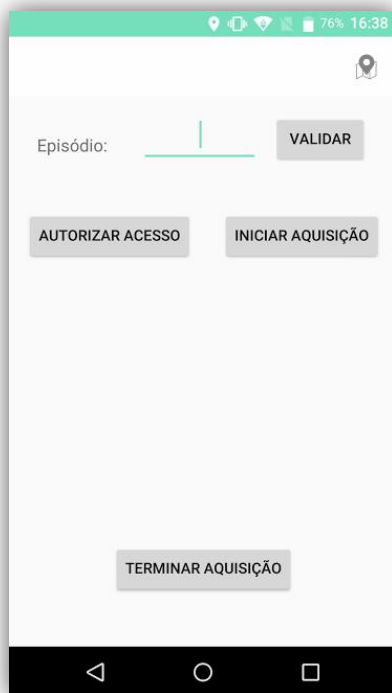 76% 16:38
Episódio:
VALIDAR
AUTORIZAR ACESSO
INICIAR AQUISIÇÃO
TERMINAR AQUISIÇÃO